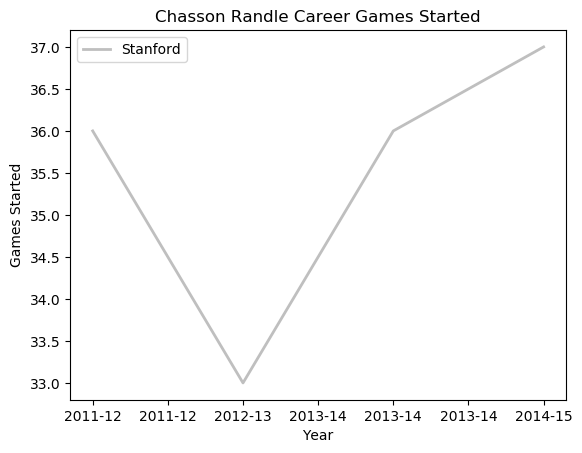 Chasson Randle Career Games Started
Stanford
37.0
36.5
36.0
35.5
35.0
34.5
34.0
33.5
33.0
Games Started
2011-12 2011-12 2012-13 2013-14 2013-14 2013-14 2014-15
Year